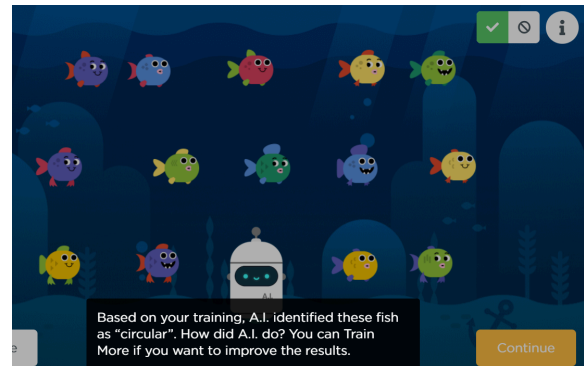 i
A.I.
Based on your training, A.I. identified these fish
as “circular”. How did A.I. do? You can Train
More if you want to improve the results.
Continue